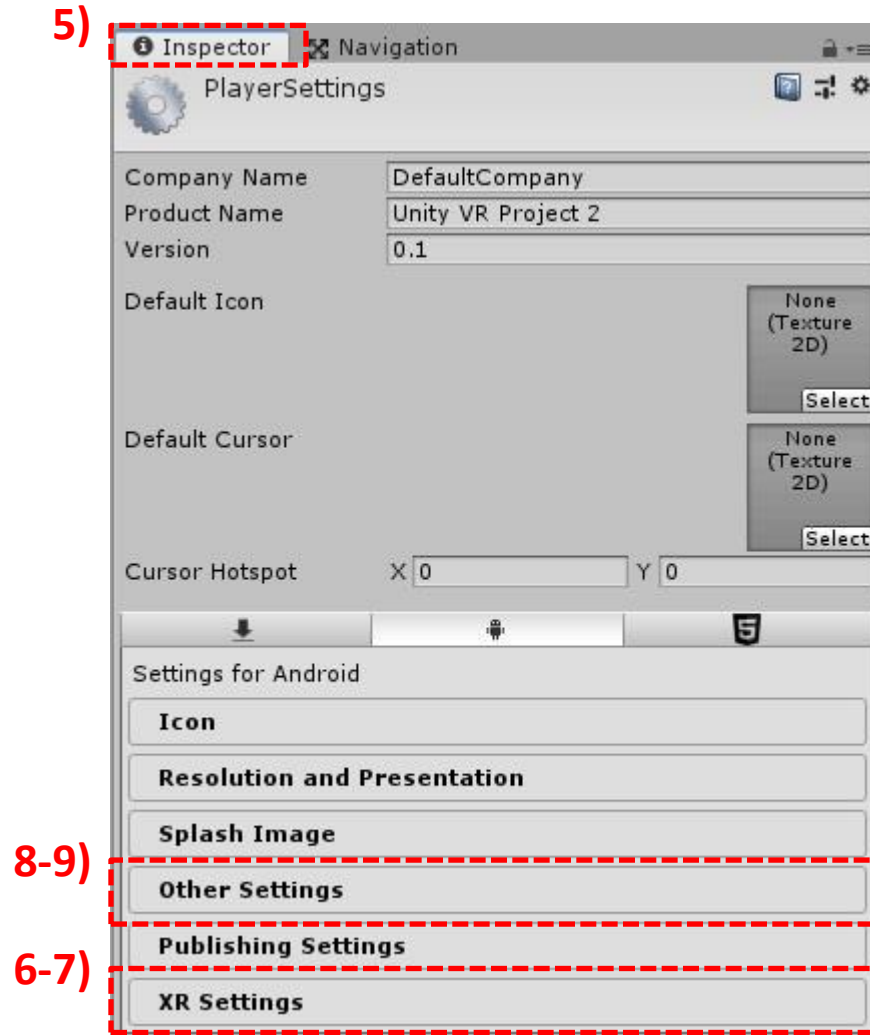 5)
Inspector Navigation
PlayerSettings
Company Name DefaultCompany
Product Name Unity VR Project 2
Version 0.1
Default Icon
None
(Texture
2D)
Select
Default Cursor
None
(Texture
2D)
Select
Cursor Hotspot X 0 Y 0
5
Settings for Android
Icon
Resolution and Presentation
Splash Image
8-9)
Other Settings
Publishing Settings
6-7)
XR Settings